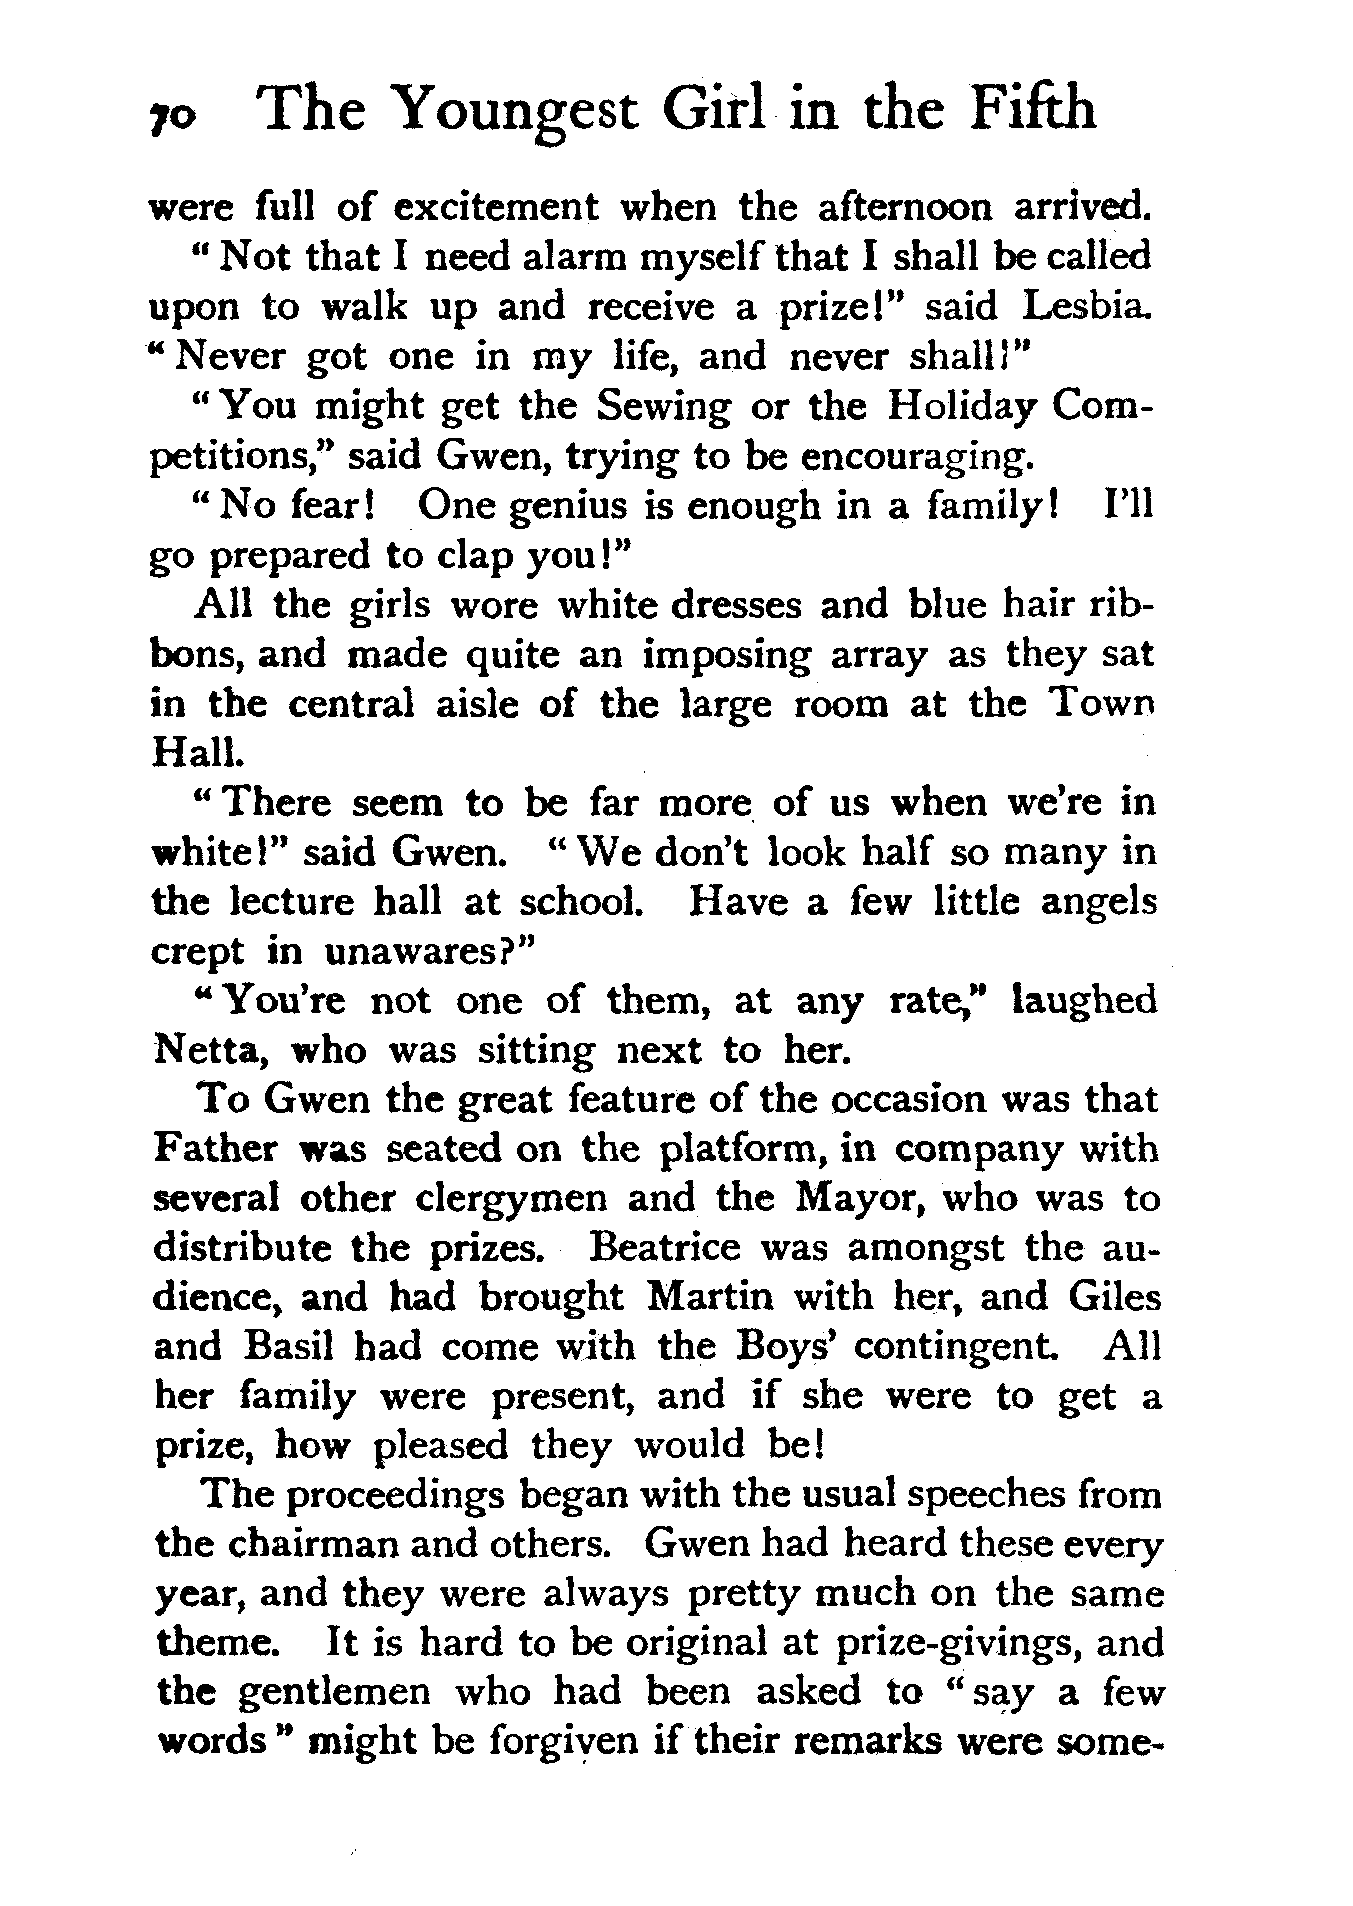 70 The Youngest Girl in the Fifth
were full of excitement when the afternoon arrived.
"Not that I need alarm myself that I shall be called
upon to walk up and receive a prize!" said Lesbia.
"Never got one in my life, and never shall!"
"You might get the Sewing or the Holiday Com-
petitions," said Gwen, trying to be encouraging.
"No fear! One genius is enough in a family! I'll
go prepared to clap you!"
All the girls wore white dresses and blue hair rib-
bons, and made quite an imposing array as they sat
in the central aisle of the large room at the Town
Hall.
"There seem to be far more of us when we're in
white!" said Gwen. "We don't look half so many in
the lecture hall at school. Have a few little angels
crept in unawares?"
"You're not one of them, at any rate," laughed
Netta, who was sitting next to her.
To Gwen the great feature of the occasion was that
Father was seated on the platform, in company with
several other clergymen and the Mayor, who was to
distribute the prizes. Beatrice was amongst the au-
dience, and had brought Martin with her, and Giles
and Basil had come with the Boys' contingent. All
her family were present, and if she were to get a
prize, how pleased they would be!
The proceedings began with the usual speeches from
the chairman and others. Gwen had heard these every
year, and they were always pretty much on the same
theme. It is hard to be original at prize-givings, and
the gentlemen who had been asked to "say a few
words" might be forgiven if their remarks were some-